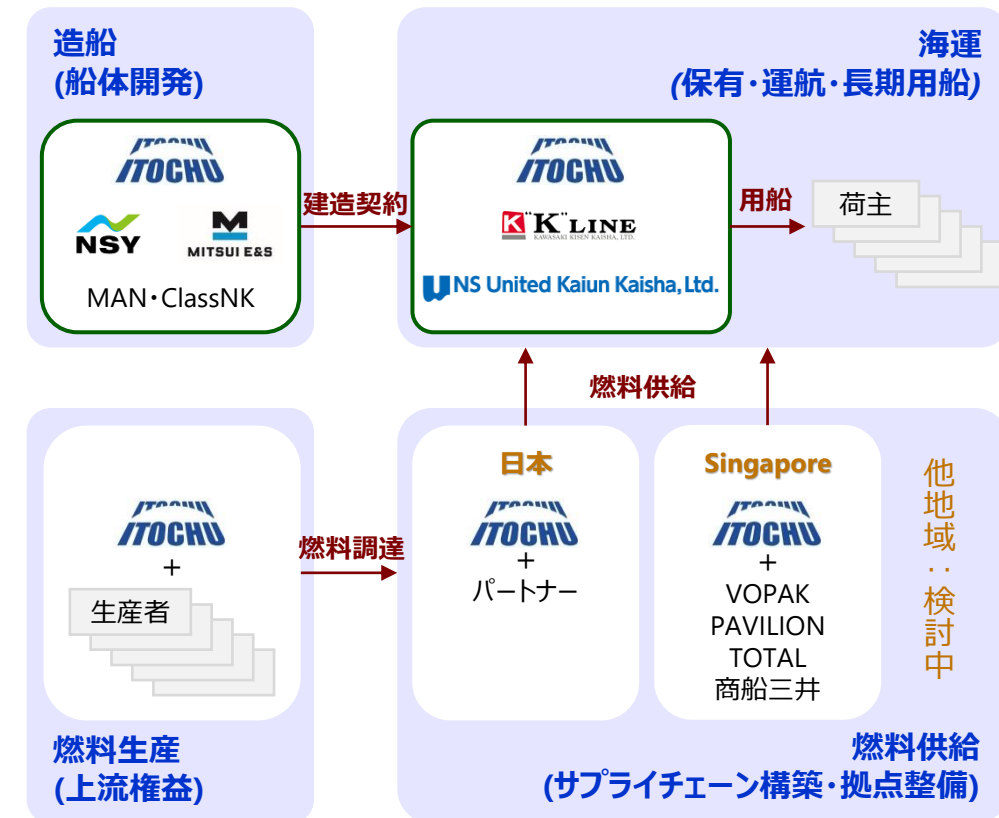 造船
(船体開発)
ITOCHU
NSY
MITSUI E&S
MAN・ClassNK
建造契約
海運
(保有・運航・長期用船)
ITOCHU
K "K" LINE
KAWASAKI KISEN KAISHA, LTD.
NS United Kaiun Kaisha, Ltd.
用船
荷主
燃料供給
ITOCHU
+
生産者
燃料生産
(上流権益)
燃料調達
日本
ITOCHU
+
パートナー
Singapore
ITOCHU
+
VOPAK
PAVILION
TOTAL
商船三井
他地域：検討中
燃料供給
(サプライチェーン構築・拠点整備)